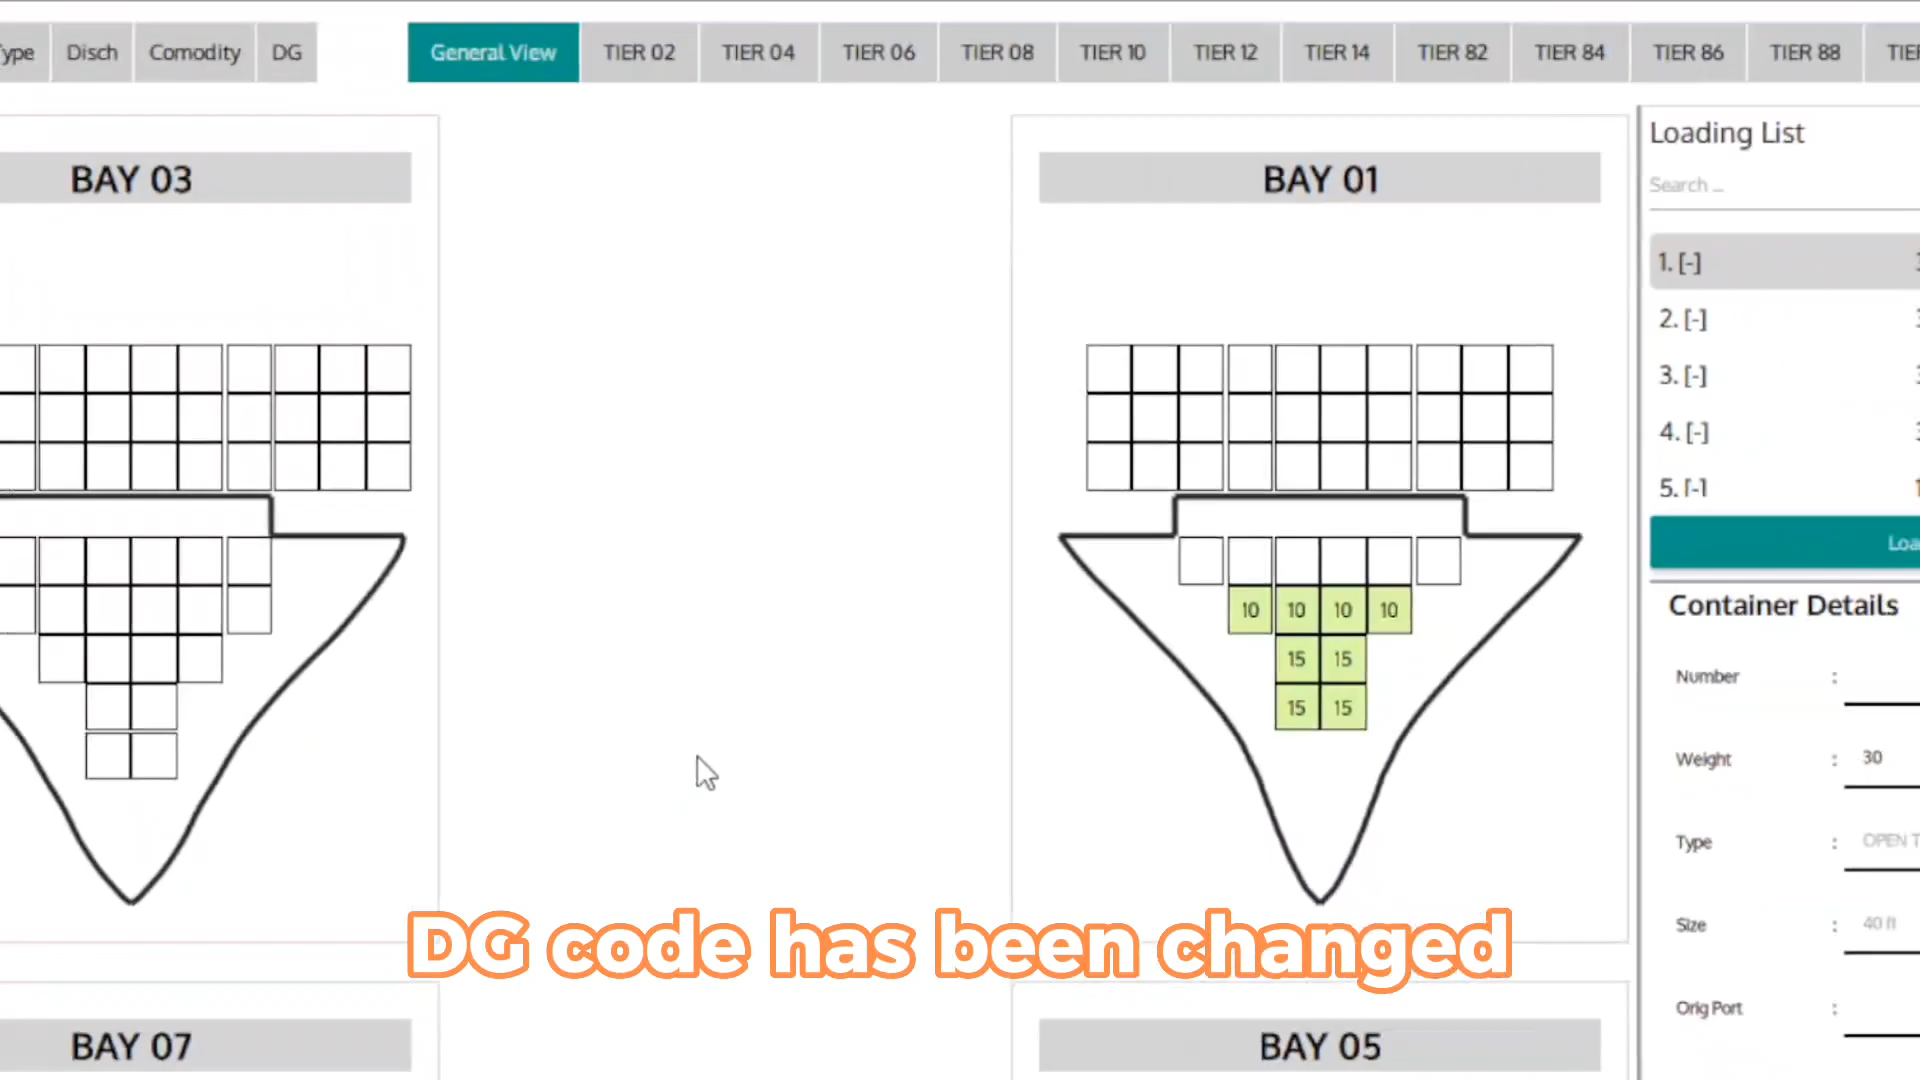 Disch Comodity DG General View TIER 02 TIER 04 TIER 06 TIER 08 TIER 10 TIER 12 TIER 14 TIER 82 TIER 84 TIER 86 TIER 88
BAY 03
BAY 01
10 10 10 10
15 15
15 15
Loading List
Search ...
1. [-]
2. [-]
3. [-]
4. [-]
5. [-]
Container Details
Number :
Weight : 30
Type : OPEN
Size : 40 ft
Orig Port :
DG code has been changed
BAY 07
BAY 05